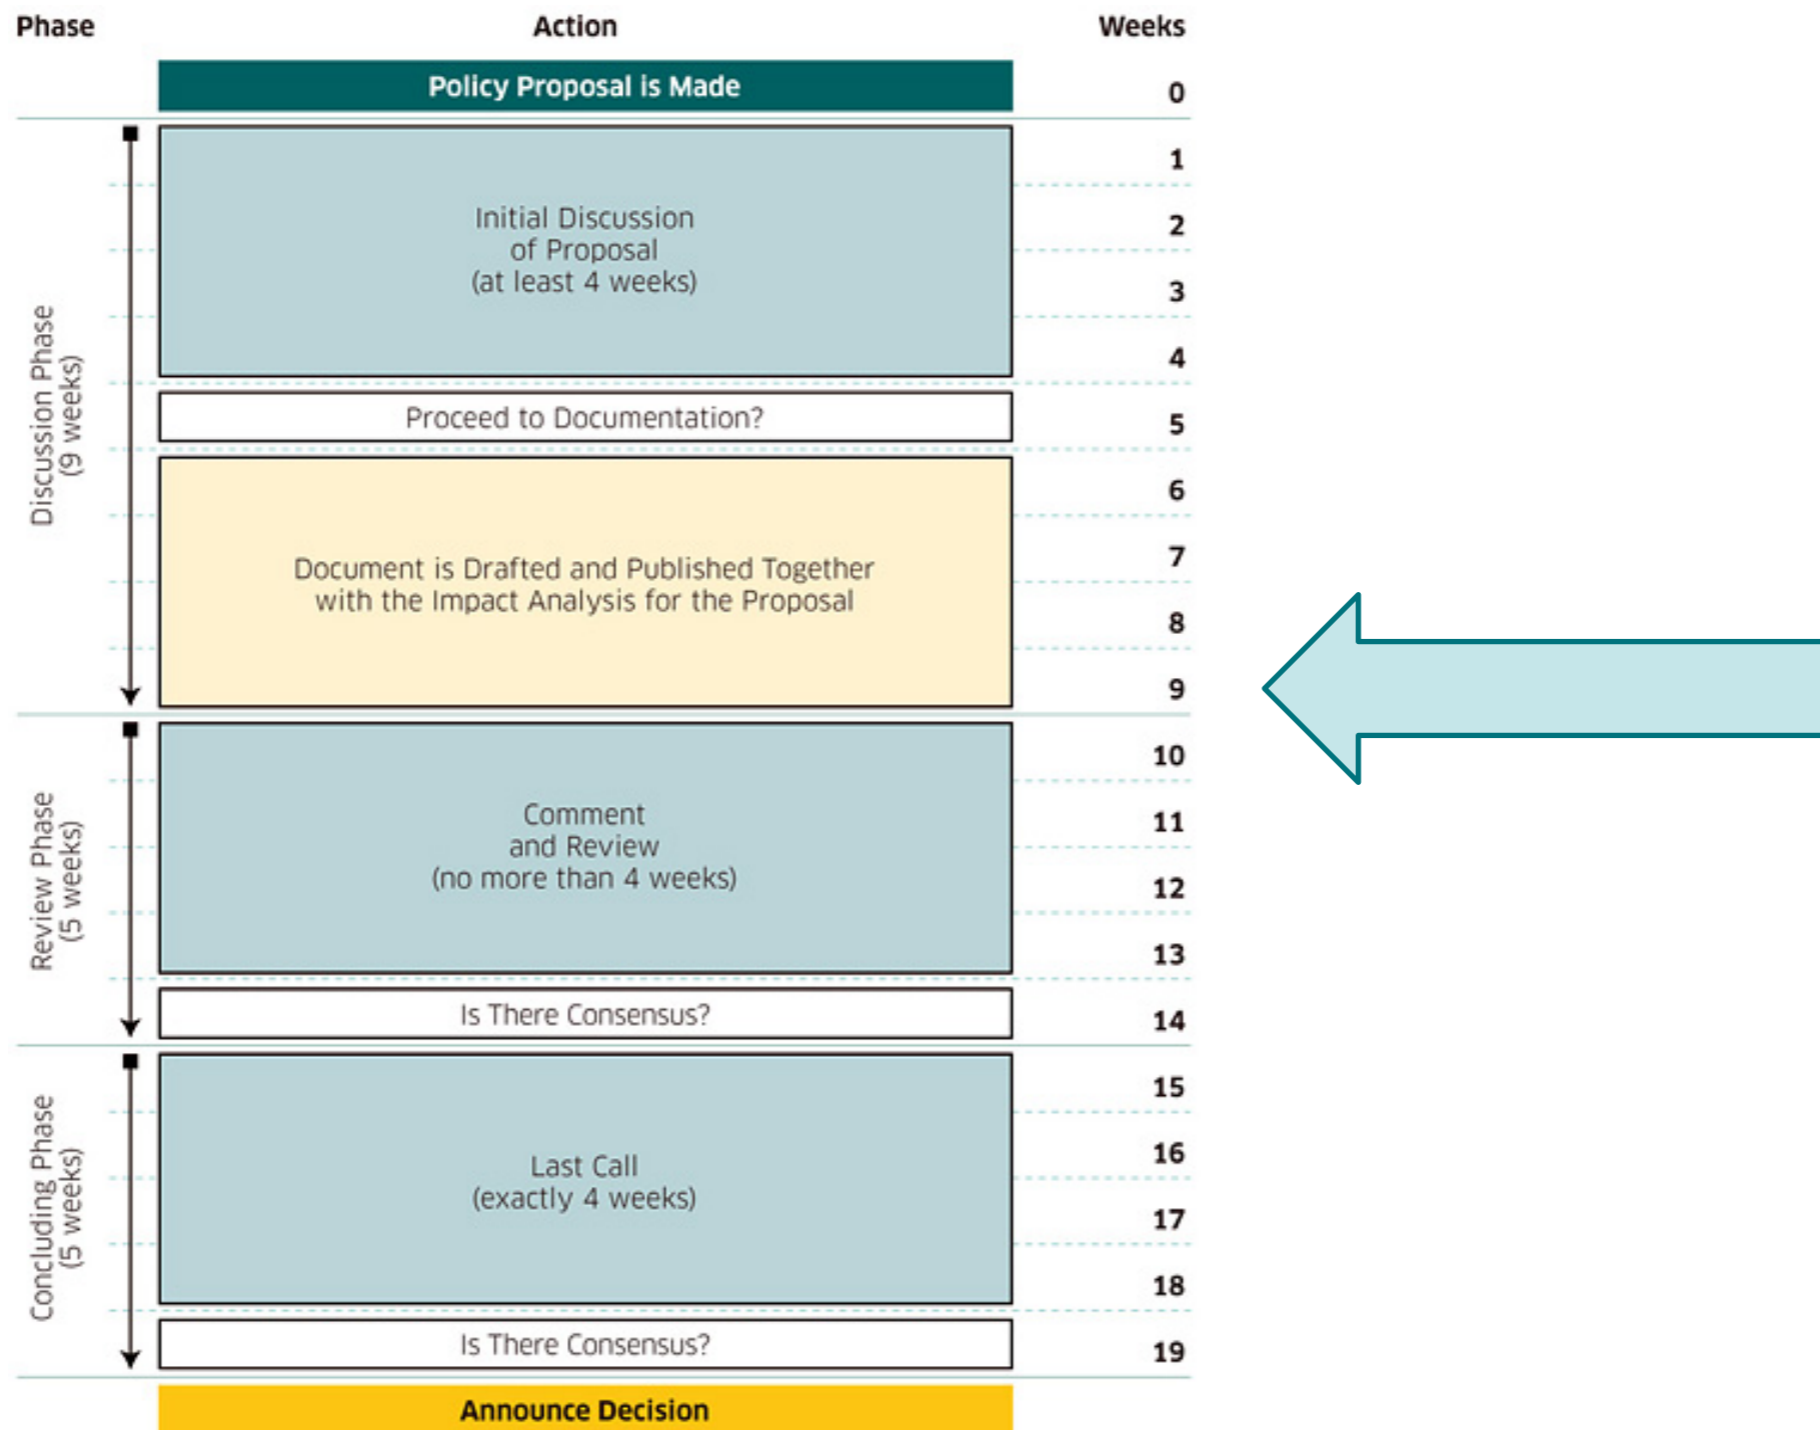 Phase Action Weeks
Policy Proposal is Made 0
Discussion Phase
(9 weeks)
1
Initial Discussion 2
of Proposal
(at least 4 weeks) 3
4
Proceed to Documentation? 5
6
Document is Drafted and Published Together 7
with the Impact Analysis for the Proposal
8
9
Review Phase
(5 weeks)
10
Comment 11
and Review
(no more than 4 weeks) 12
13
Is There Consensus? 14
Concluding Phase
(5 weeks)
15
Last Call 16
(exactly 4 weeks)
17
18
Is There Consensus? 19
Announce Decision